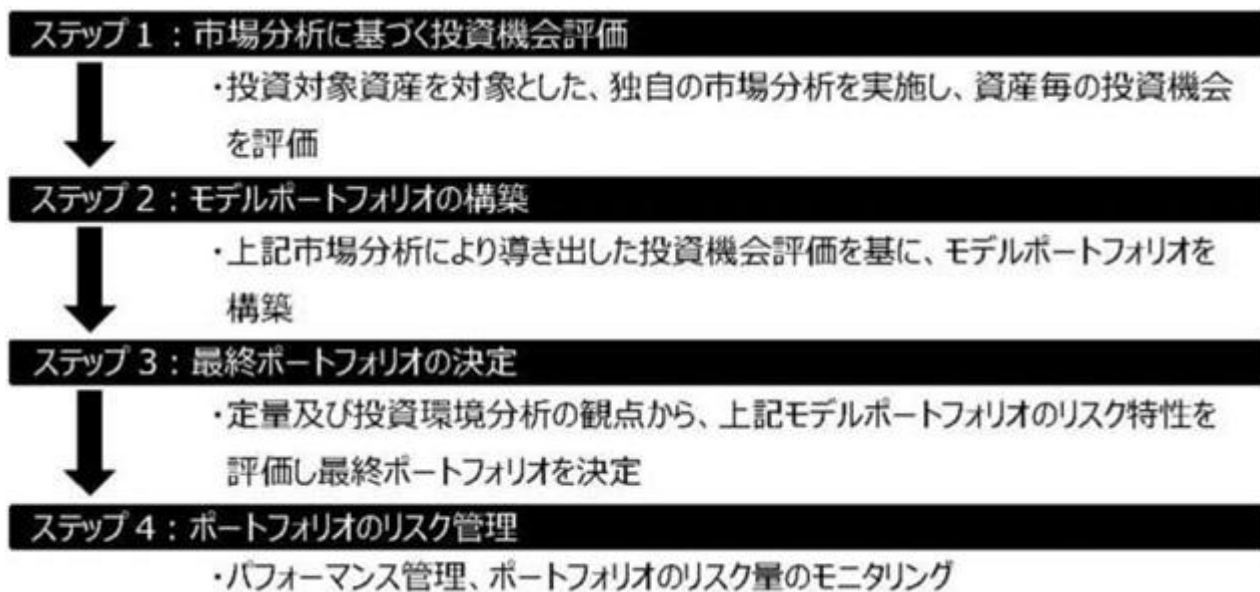 ステップ1：市場分析に基づく投資機会評価
・投資対象資産を対象とした、独自の市場分析を実施し、資産毎の投資機会
を評価
ステップ2：モデルポートフォリオの構築
・上記市場分析により導き出した投資機会評価を基に、モデルポートフォリオを
構築
ステップ3：最終ポートフォリオの決定
・定量及び投資環境分析の観点から、上記モデルポートフォリオのリスク特性を
評価し最終ポートフォリオを決定
ステップ4：ポートフォリオのリスク管理
・パフォーマンス管理、ポートフォリオのリスク量のモニタリング